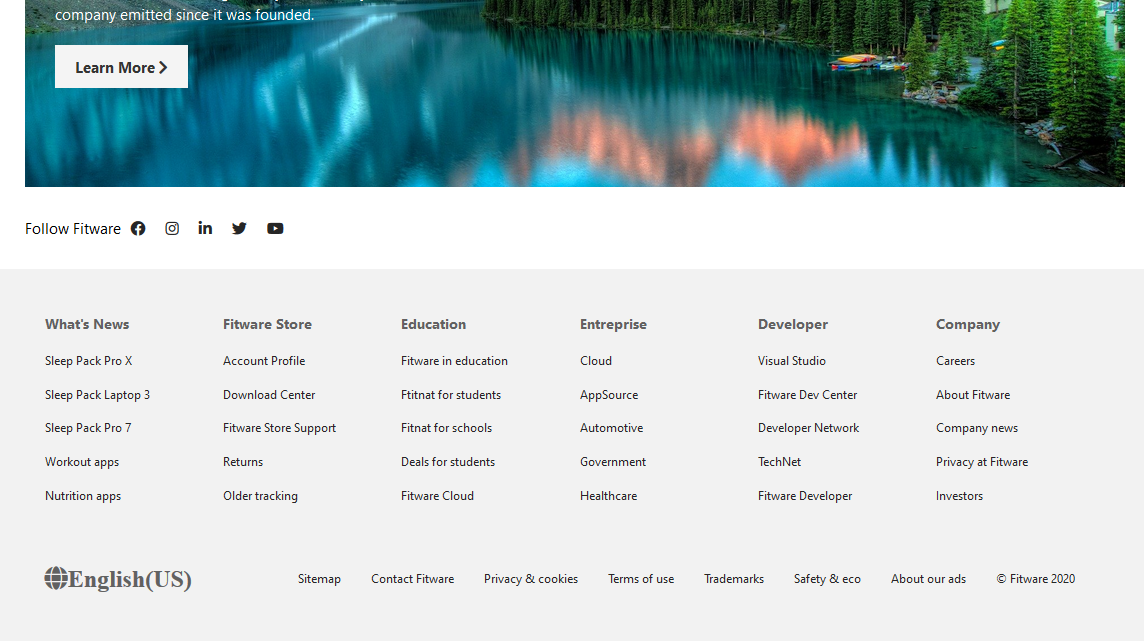 company emitted since it was founded.
Learn More
Follow Fitware
What's News
Sleep Pack Pro X
Sleep Pack Laptop 3
Sleep Pack Pro 7
Workout apps
Nutrition apps
Fitware Store
Account Profile
Download Center
Fitware Store Support
Returns
Older tracking
Education
Fitware in education
Ftitnat for students
Fitnat for schools
Deals for students
Fitware Cloud
Entreprise
Cloud
AppSource
Automotive
Government
Healthcare
Developer
Visual Studio
Fitware Dev Center
Developer Network
TechNet
Fitware Developer
Company
Careers
About Fitware
Company news
Privacy at Fitware
Investors
English(US)
Sitemap
Contact Fitware
Privacy & cookies
Terms of use
Trademarks
Safety & eco
About our ads
© Fitware 2020